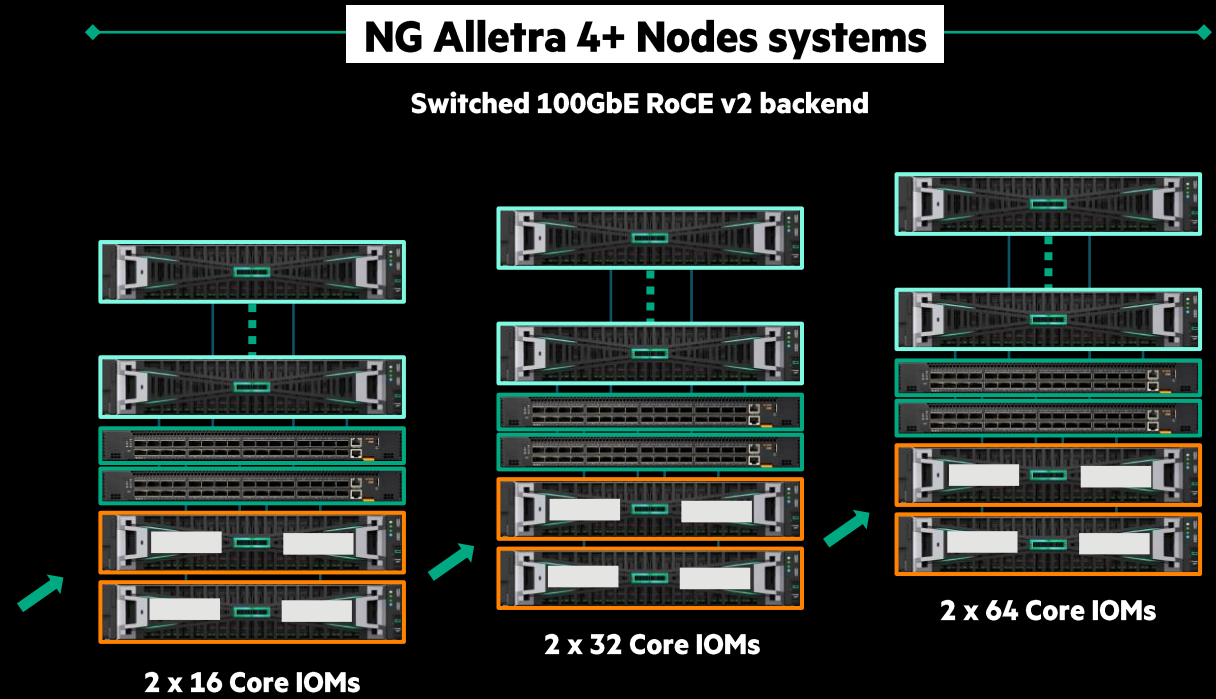 NG Alletra 4+ Nodes systems
Switched 100GbE RoCE v2 backend
2 x 16 Core IOMs
2 x 32 Core IOMs
2 x 64 Core IOMs